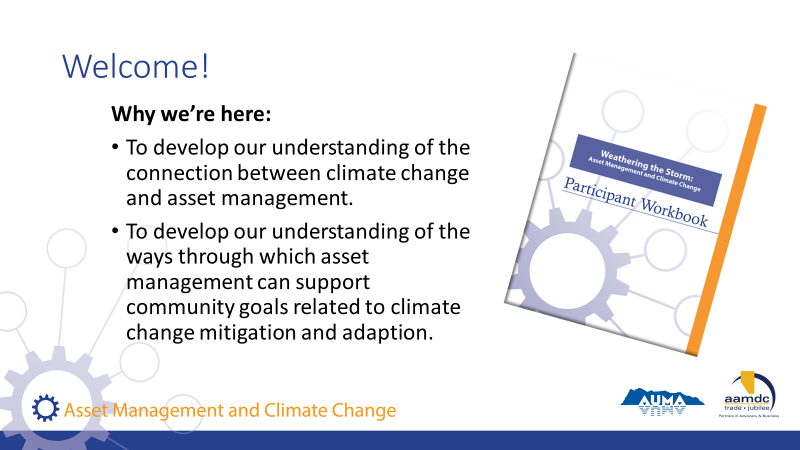 Welcome!
Why we’re here:
• To develop our understanding of the
connection between climate change
and asset management.
• To develop our understanding of the
ways through which asset
management can support
community goals related to climate
change mitigation and adaption.
Weathering the Storm:
Asset Management and Climate Change
Participant Workbook
Asset Management and Climate Change
AUMA
aamdc
trade • jubilee
Partners in Advocacy & Business